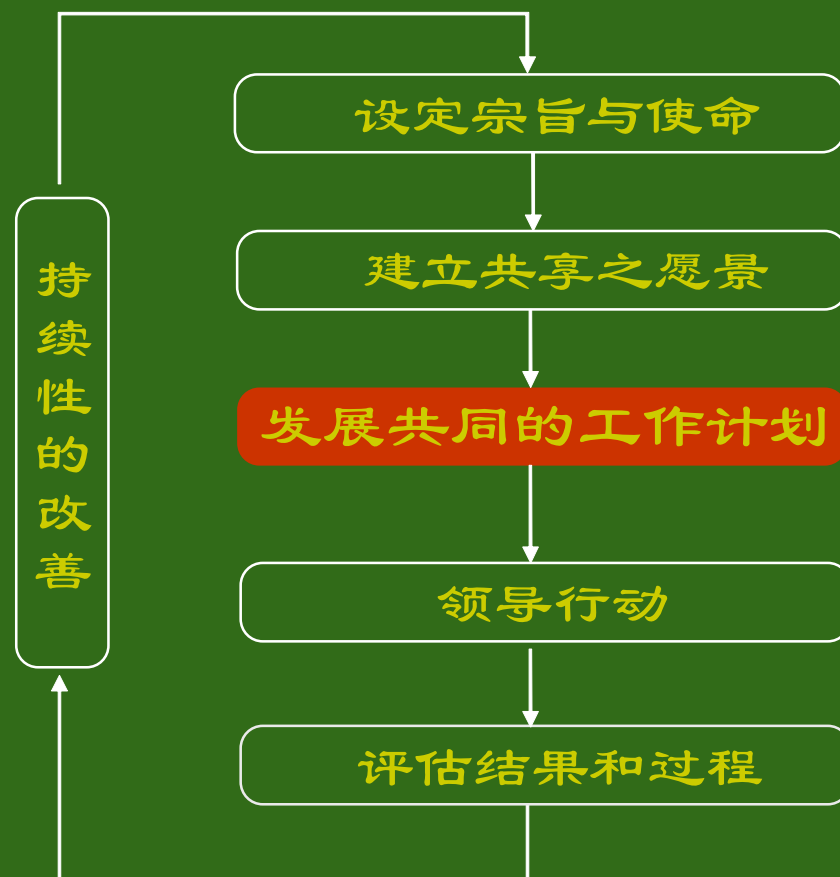 设定宗旨与使命
建立共享之愿景
发展共同的工作计划
领导行动
评估结果和过程
持续性的改善